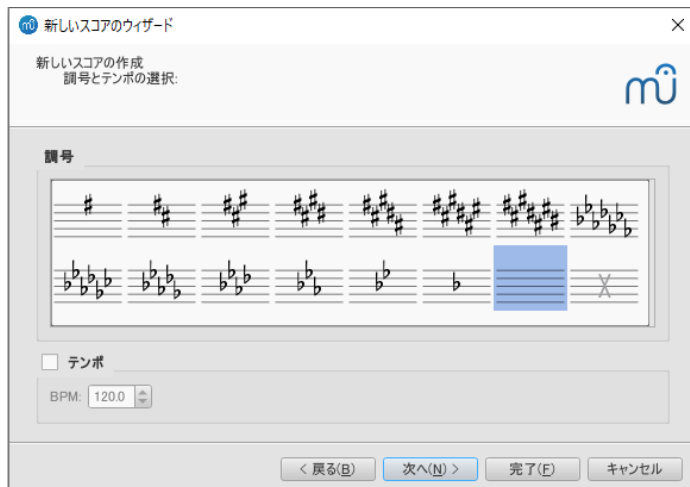 新しいスコアのウィザード
新しいスコアの作成
調号とテンポの選択:
調号
テンポ
BPM: 120.0
< 戻る(B) 次へ(N) > 完了(F) キャンセル